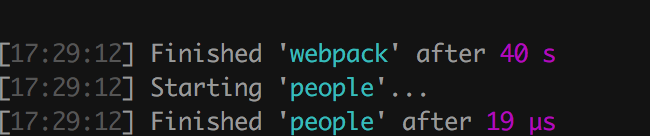 [17:29:12] Finished 'webpack' after 40 s
[17:29:12] Starting 'people'...
[17:29:12] Finished 'people' after 19 μs